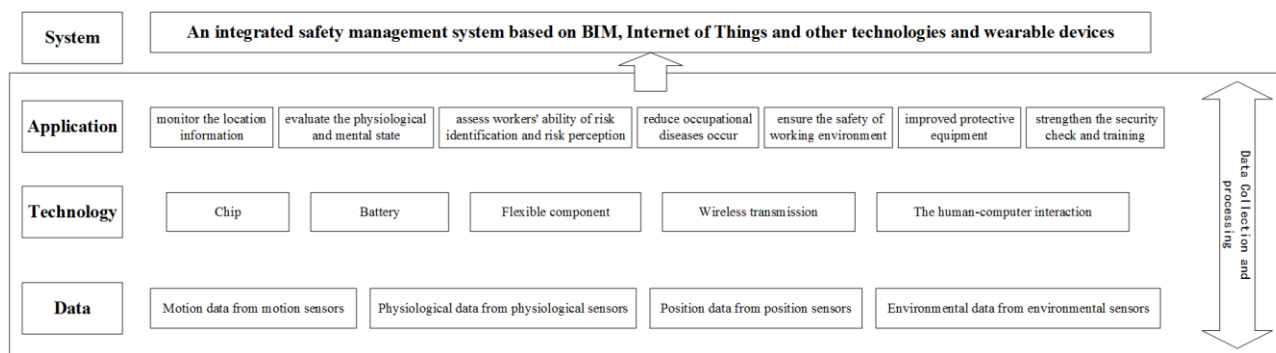 System
An integrated safety management system based on BIM, Internet of Things and other technologies and wearable devices
Application
monitor the location
information
evaluate the physiological
and mental state
assess workers' ability of risk
identification and risk perception
reduce occupational
diseases occur
ensure the safety of
working environment
improved protective
equipment
strengthen the security
check and training
Technology
Chip
Battery
Flexible component
Wireless transmission
The human-computer interaction
Data
Motion data from motion sensors
Physiological data from physiological sensors
Position data from position sensors
Environmental data from environmental sensors
Data Collection and
processing